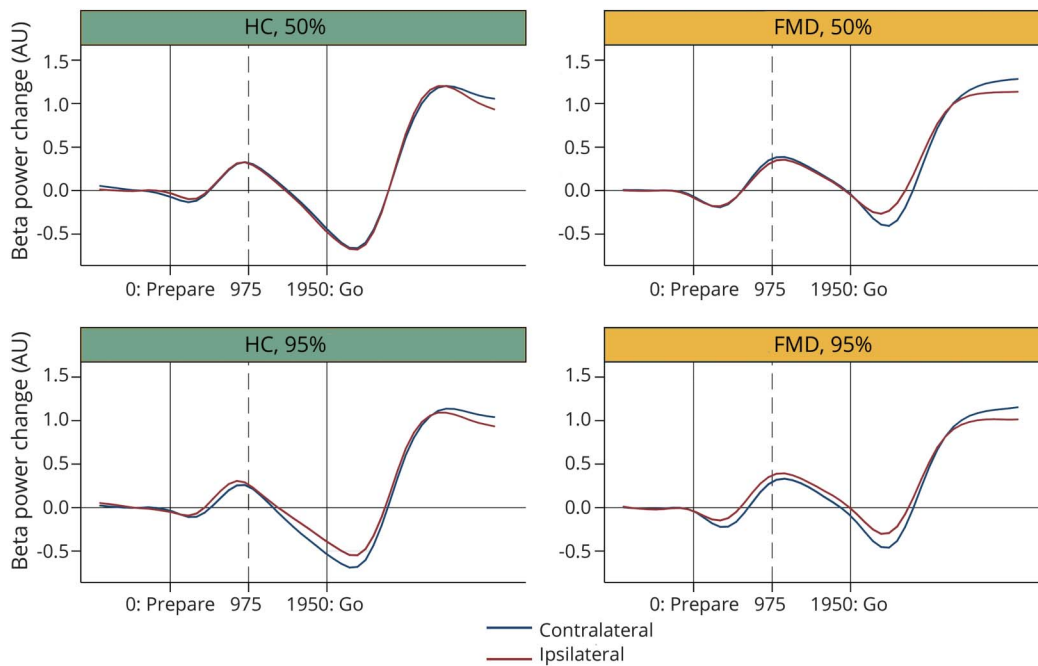 HC, 50%
FMD, 50%
Beta power change (AU)
1.5
1.0
0.5
0.0
-0.5
0: Prepare 975 1950: Go
1.5
1.0
0.5
0.0
-0.5
0: Prepare 975 1950: Go
HC, 95%
FMD, 95%
Beta power change (AU)
1.5
1.0
0.5
0.0
-0.5
0: Prepare 975 1950: Go
1.5
1.0
0.5
0.0
-0.5
0: Prepare 975 1950: Go
Contralateral
Ipsilateral